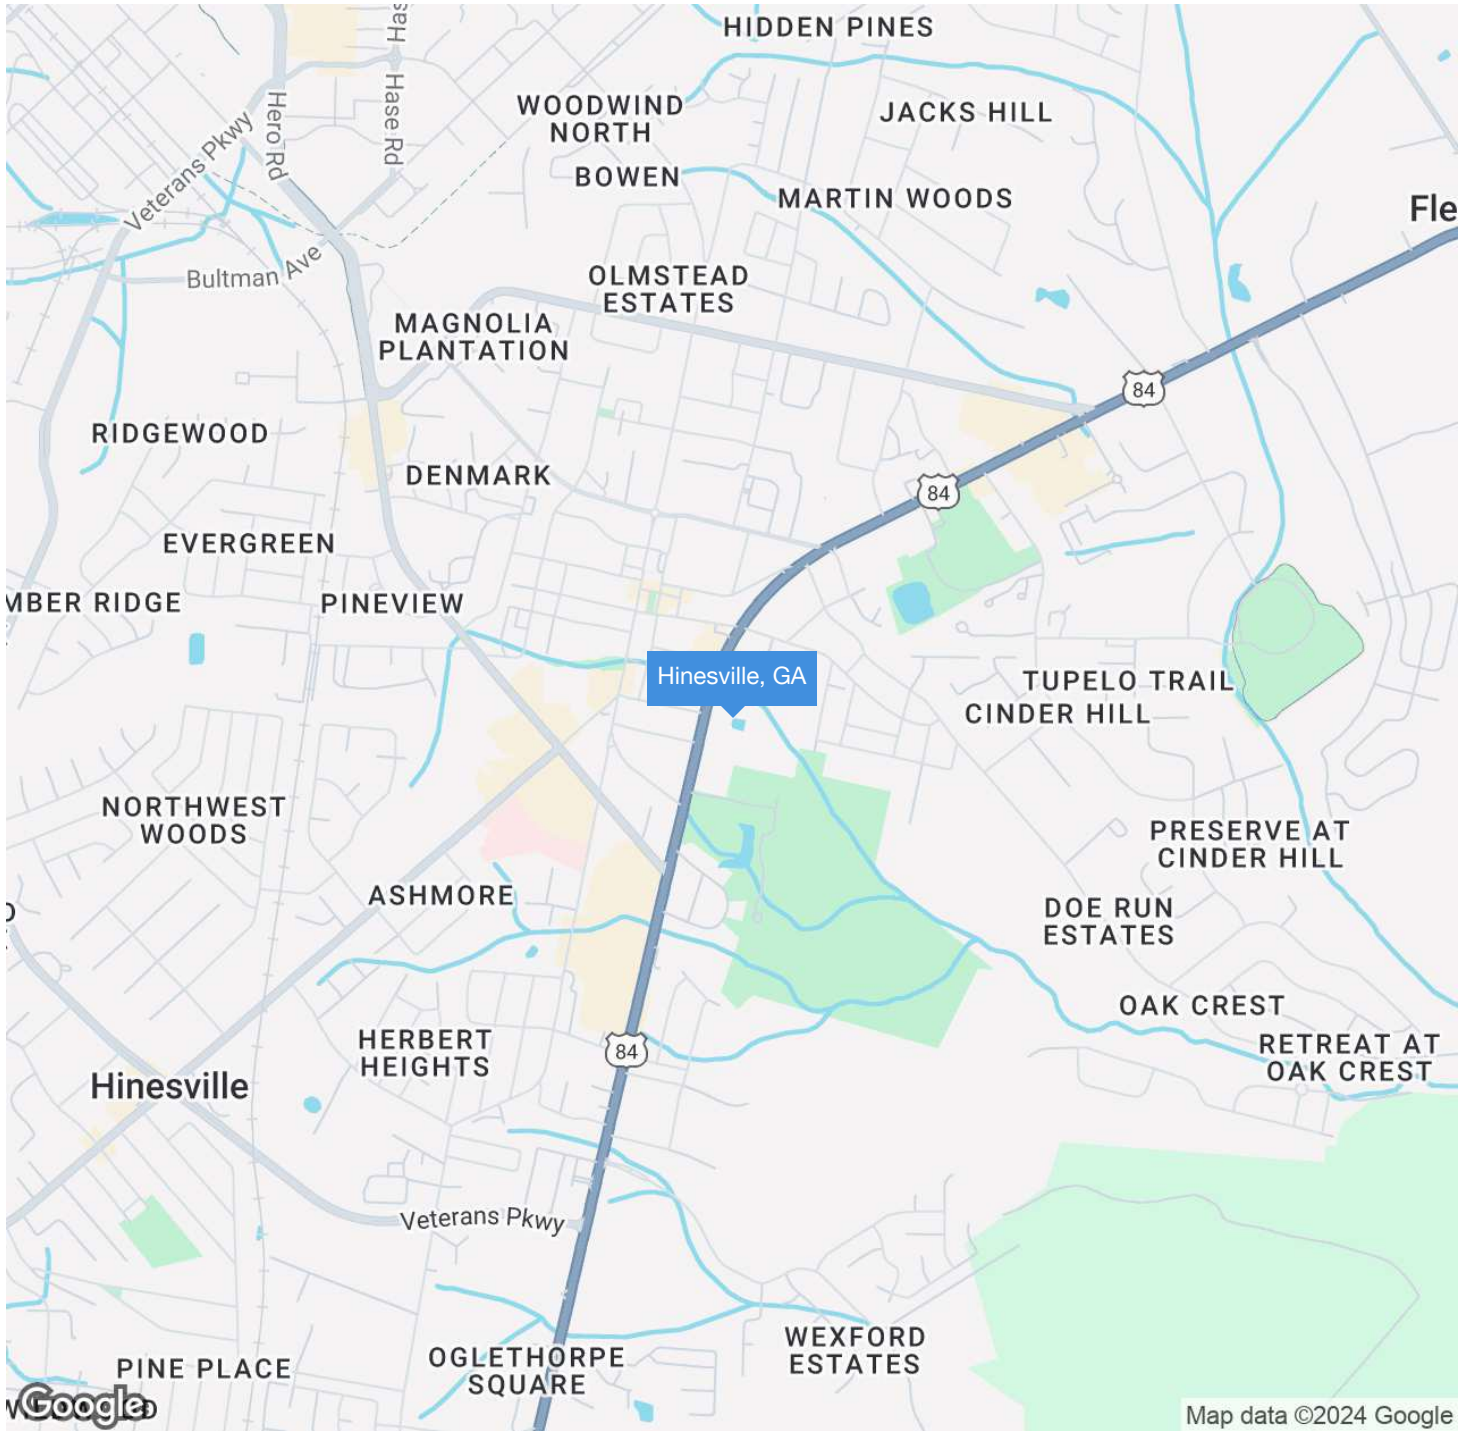 HIDDEN PINES
Has
Hase Rd
Hero Rd
Veterans Pkwy
WOODWIND
NORTH
JACKS HILL
BOWEN
MARTIN WOODS
Fle
Bultman Ave
OLMSTEAD
ESTATES
MAGNOLIA
PLANTATION
84
RIDGEWOOD
DENMARK
84
EVERGREEN
MBER RIDGE
PINEVIEW
Hinesville, GA
TUPELO TRAIL
CINDER HILL
NORTHWEST
WOODS
PRESERVE AT
CINDER HILL
ASHMORE
DOE RUN
ESTATES
OAK CREST
HERBERT
HEIGHTS
84
RETREAT AT
OAK CREST
Hinesville
Veterans Pkwy
WEXFORD
ESTATES
OGLETHORPE
SQUARE
PINE PLACE
Google
Map data ©2024 Google